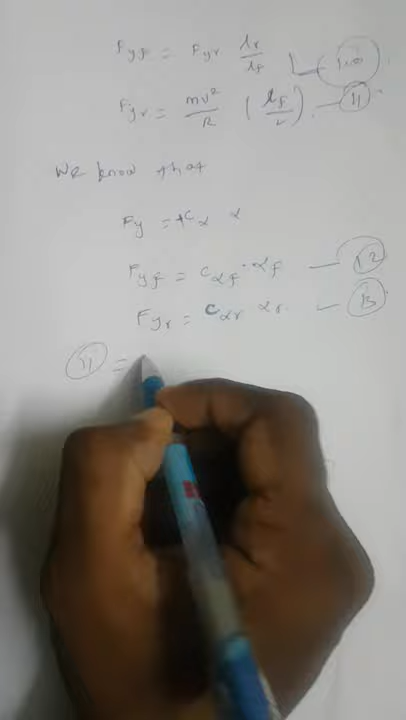 Fyf = Fyr lr/lf — (10)
Fyr = mv²/R (lf/L) — (11)
We know that
Fy = +Cα α
Fyf = Cαf · αf — (12)
Fyr = Cαr αr — (13)
(11) =